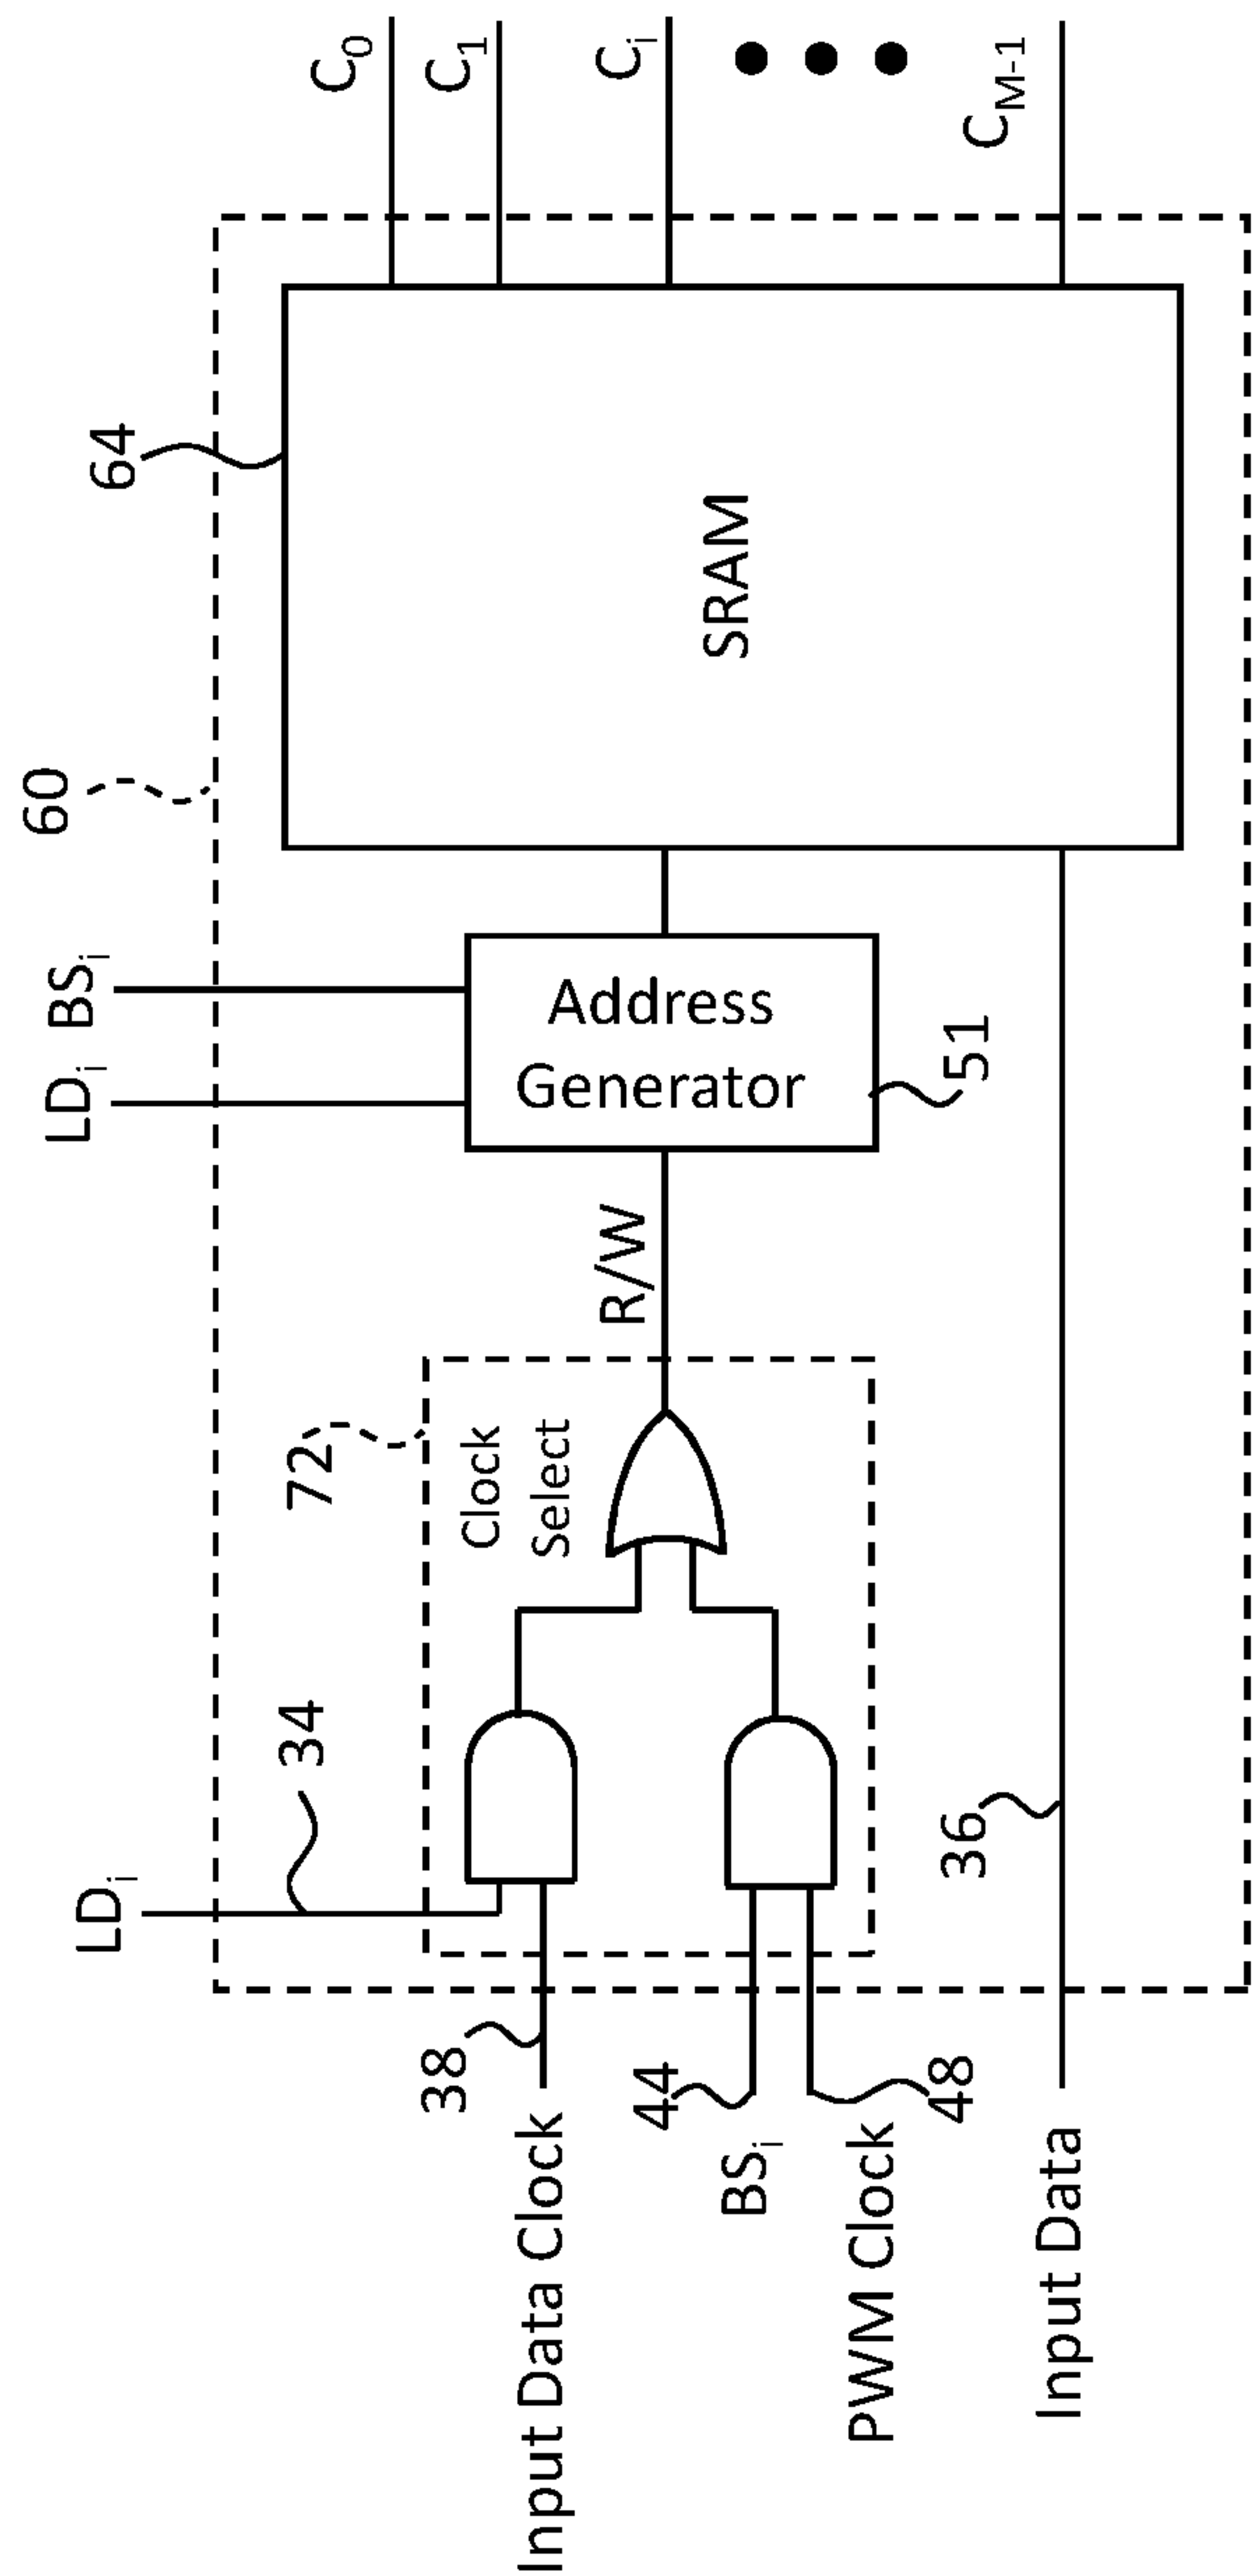 LDᵢ
34
72
LDᵢ
BSᵢ
60
64
C₀
C₁
Cᵢ
C_M-1
Input Data Clock
38
Clock
Select
R/W
Address
Generator
51
SRAM
44
BSᵢ
PWM Clock
48
Input Data
36